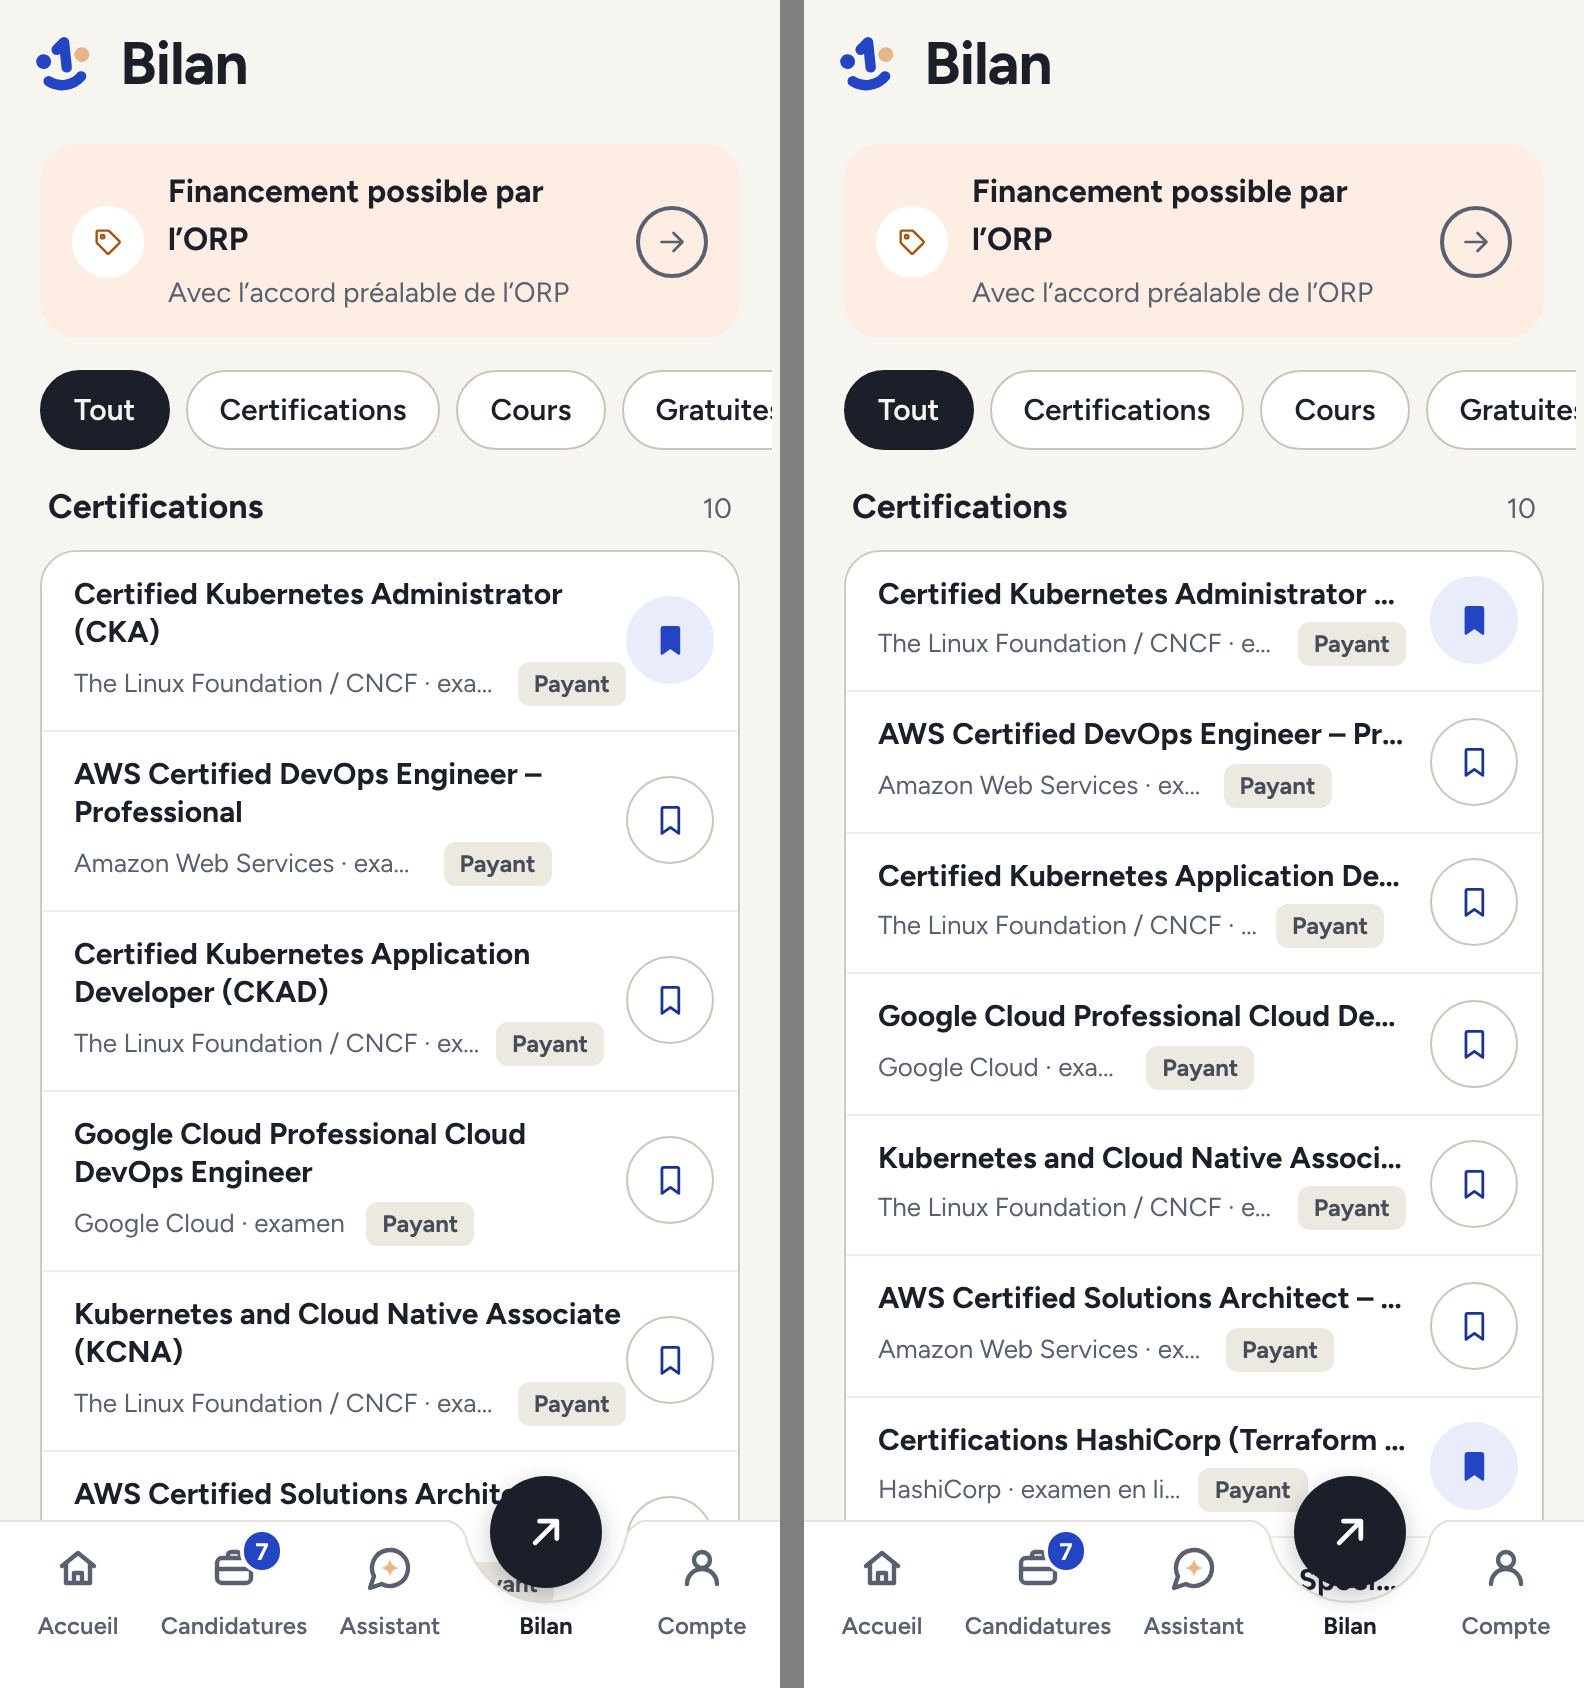 Bilan
Financement possible par
l’ORP
Avec l’accord préalable de l’ORP
Tout
Certifications
Cours
Gratuites
Certifications
10
Certified Kubernetes Administrator
(CKA)
The Linux Foundation / CNCF · exa...
Payant
AWS Certified DevOps Engineer –
Professional
Amazon Web Services · exa...
Payant
Certified Kubernetes Application
Developer (CKAD)
The Linux Foundation / CNCF · ex...
Payant
Google Cloud Professional Cloud
DevOps Engineer
Google Cloud · examen
Payant
Kubernetes and Cloud Native Associate
(KCNA)
The Linux Foundation / CNCF · exa...
Payant
AWS Certified Solutions Archite
7
Accueil
Candidatures
Assistant
Bilan
Compte
Bilan
Financement possible par
l’ORP
Avec l’accord préalable de l’ORP
Tout
Certifications
Cours
Gratuites
Certifications
10
Certified Kubernetes Administrator ...
The Linux Foundation / CNCF · e...
Payant
AWS Certified DevOps Engineer – Pr...
Amazon Web Services · ex...
Payant
Certified Kubernetes Application De...
The Linux Foundation / CNCF · ...
Payant
Google Cloud Professional Cloud De...
Google Cloud · exa...
Payant
Kubernetes and Cloud Native Associ...
The Linux Foundation / CNCF · e...
Payant
AWS Certified Solutions Architect – ...
Amazon Web Services · ex...
Payant
Certifications HashiCorp (Terraform ...
HashiCorp · examen en li...
Payant
7
Accueil
Candidatures
Assistant
Bilan
Compte